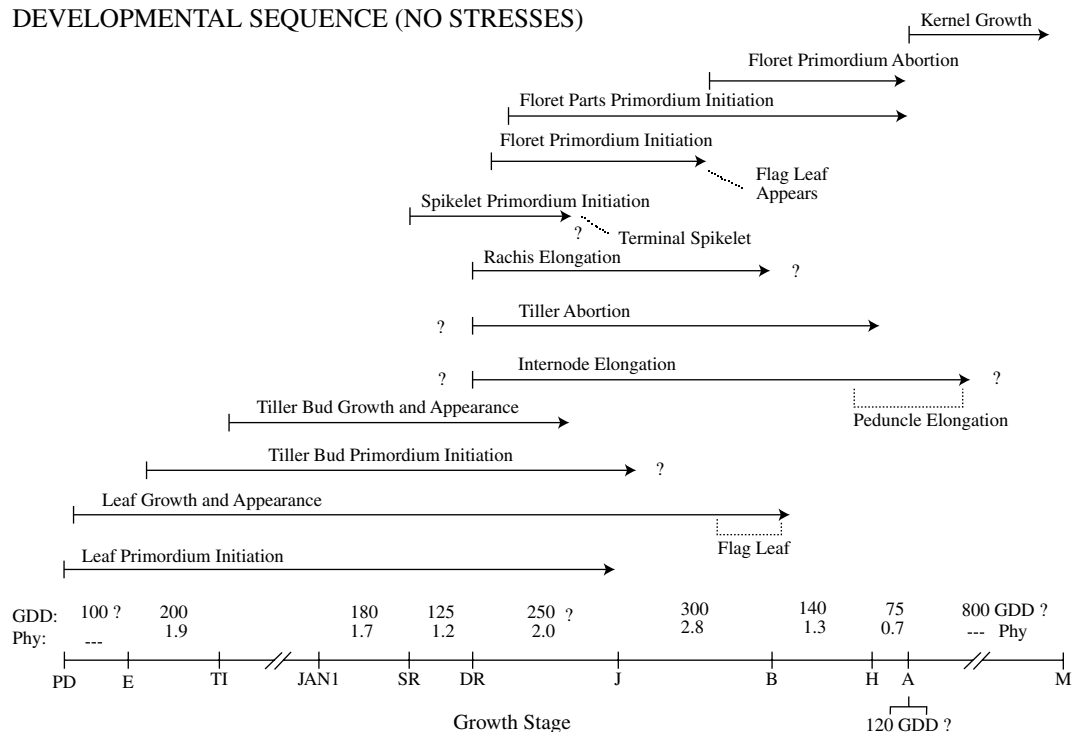 DEVELOPMENTAL SEQUENCE (NO STRESSES)
Kernel Growth
Floret Primordium Abortion
Floret Parts Primordium Initiation
Floret Primordium Initiation
Flag Leaf
Appears
Spikelet Primordium Initiation
?
Terminal Spikelet
Rachis Elongation
?
Tiller Abortion
?
Internode Elongation
? ?
Peduncle Elongation
Tiller Bud Growth and Appearance
Tiller Bud Primordium Initiation
?
Leaf Growth and Appearance
Flag Leaf
Leaf Primordium Initiation
GDD: 100 ? 200 180 125 250 ? 300 140 75 800 GDD ?
Phy: --- 1.9 1.7 1.2 2.0 2.8 1.3 0.7 --- Phy
PD E TI JAN1 SR DR J B H A M
Growth Stage
120 GDD ?